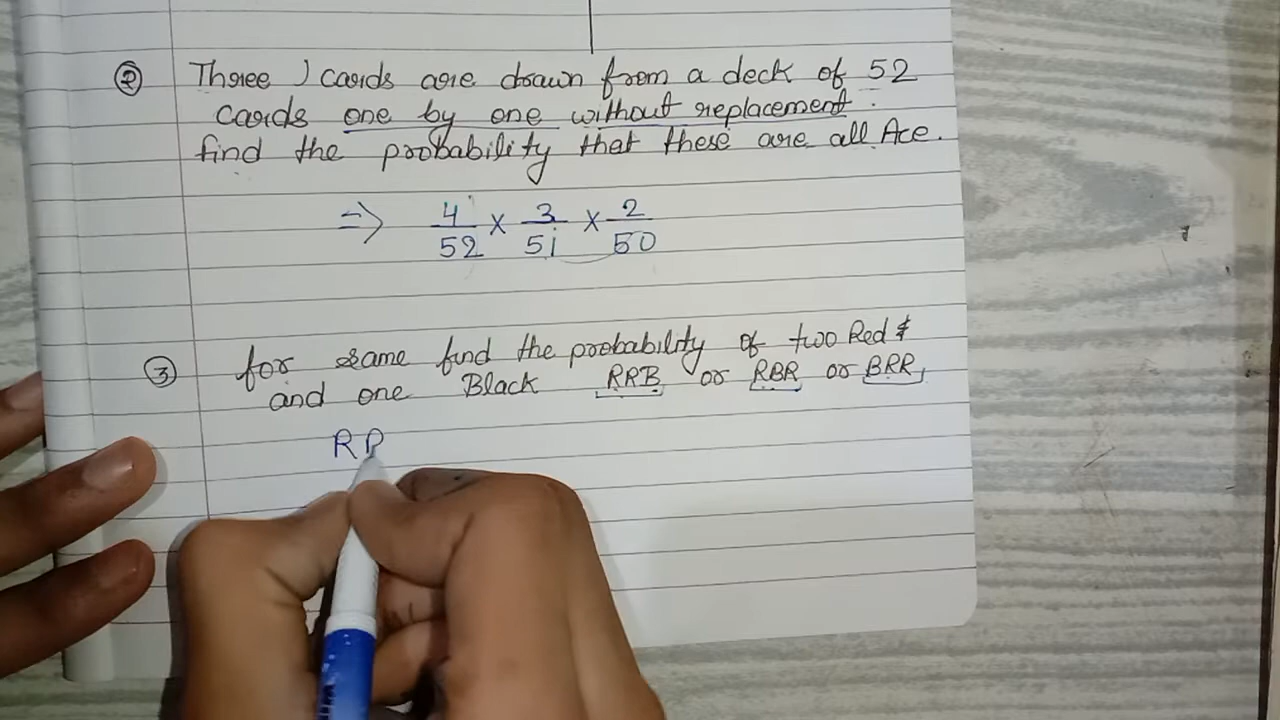 ② Three ) cards are drawn from a deck of 52
cards one by one without replacement.
find the probability that these are all Ace.
=> 4/52 × 3/51 × 2/50
③ for same find the probability of two Red &
and one Black RRB or RBR or BRR,
R R